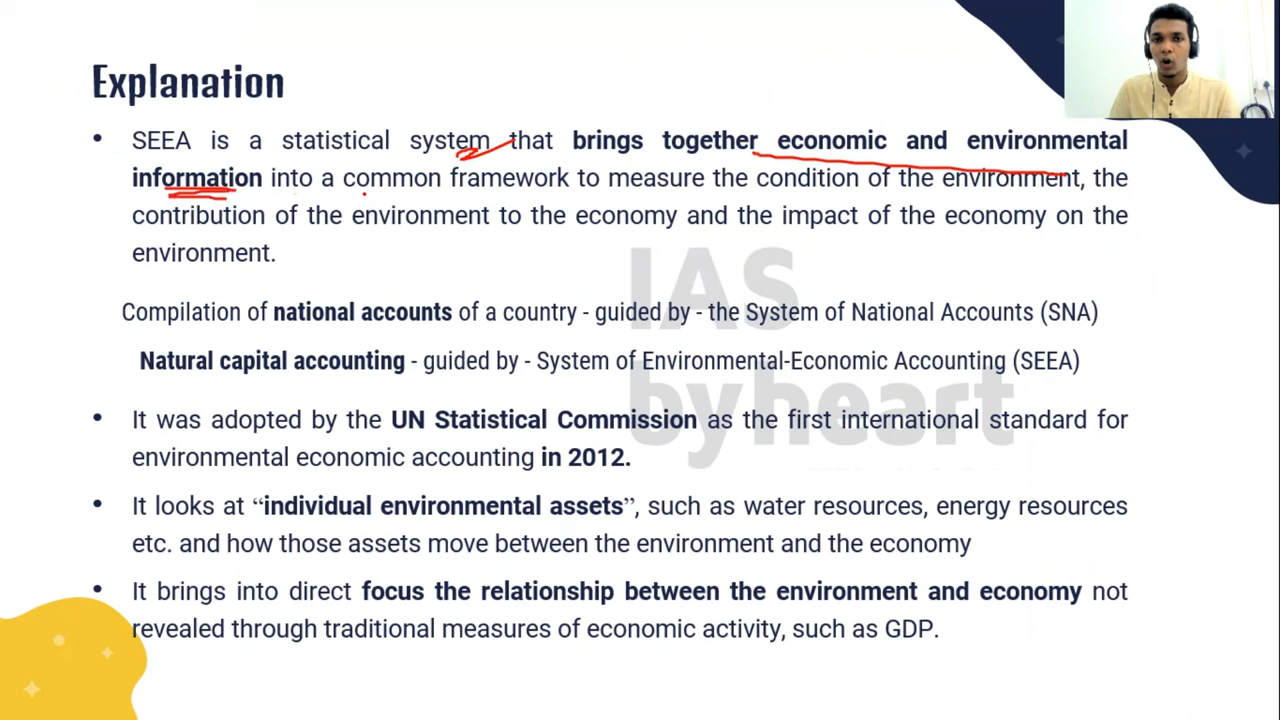 Explanation
• SEEA is a statistical system that brings together economic and environmental
information into a common framework to measure the condition of the environment, the
contribution of the environment to the economy and the impact of the economy on the
environment.
Compilation of national accounts of a country - guided by - the System of National Accounts (SNA)
Natural capital accounting - guided by - System of Environmental-Economic Accounting (SEEA)
• It was adopted by the UN Statistical Commission as the first international standard for
environmental economic accounting in 2012.
• It looks at “individual environmental assets”, such as water resources, energy resources
etc. and how those assets move between the environment and the economy
• It brings into direct focus the relationship between the environment and economy not
revealed through traditional measures of economic activity, such as GDP.
IAS
by heart